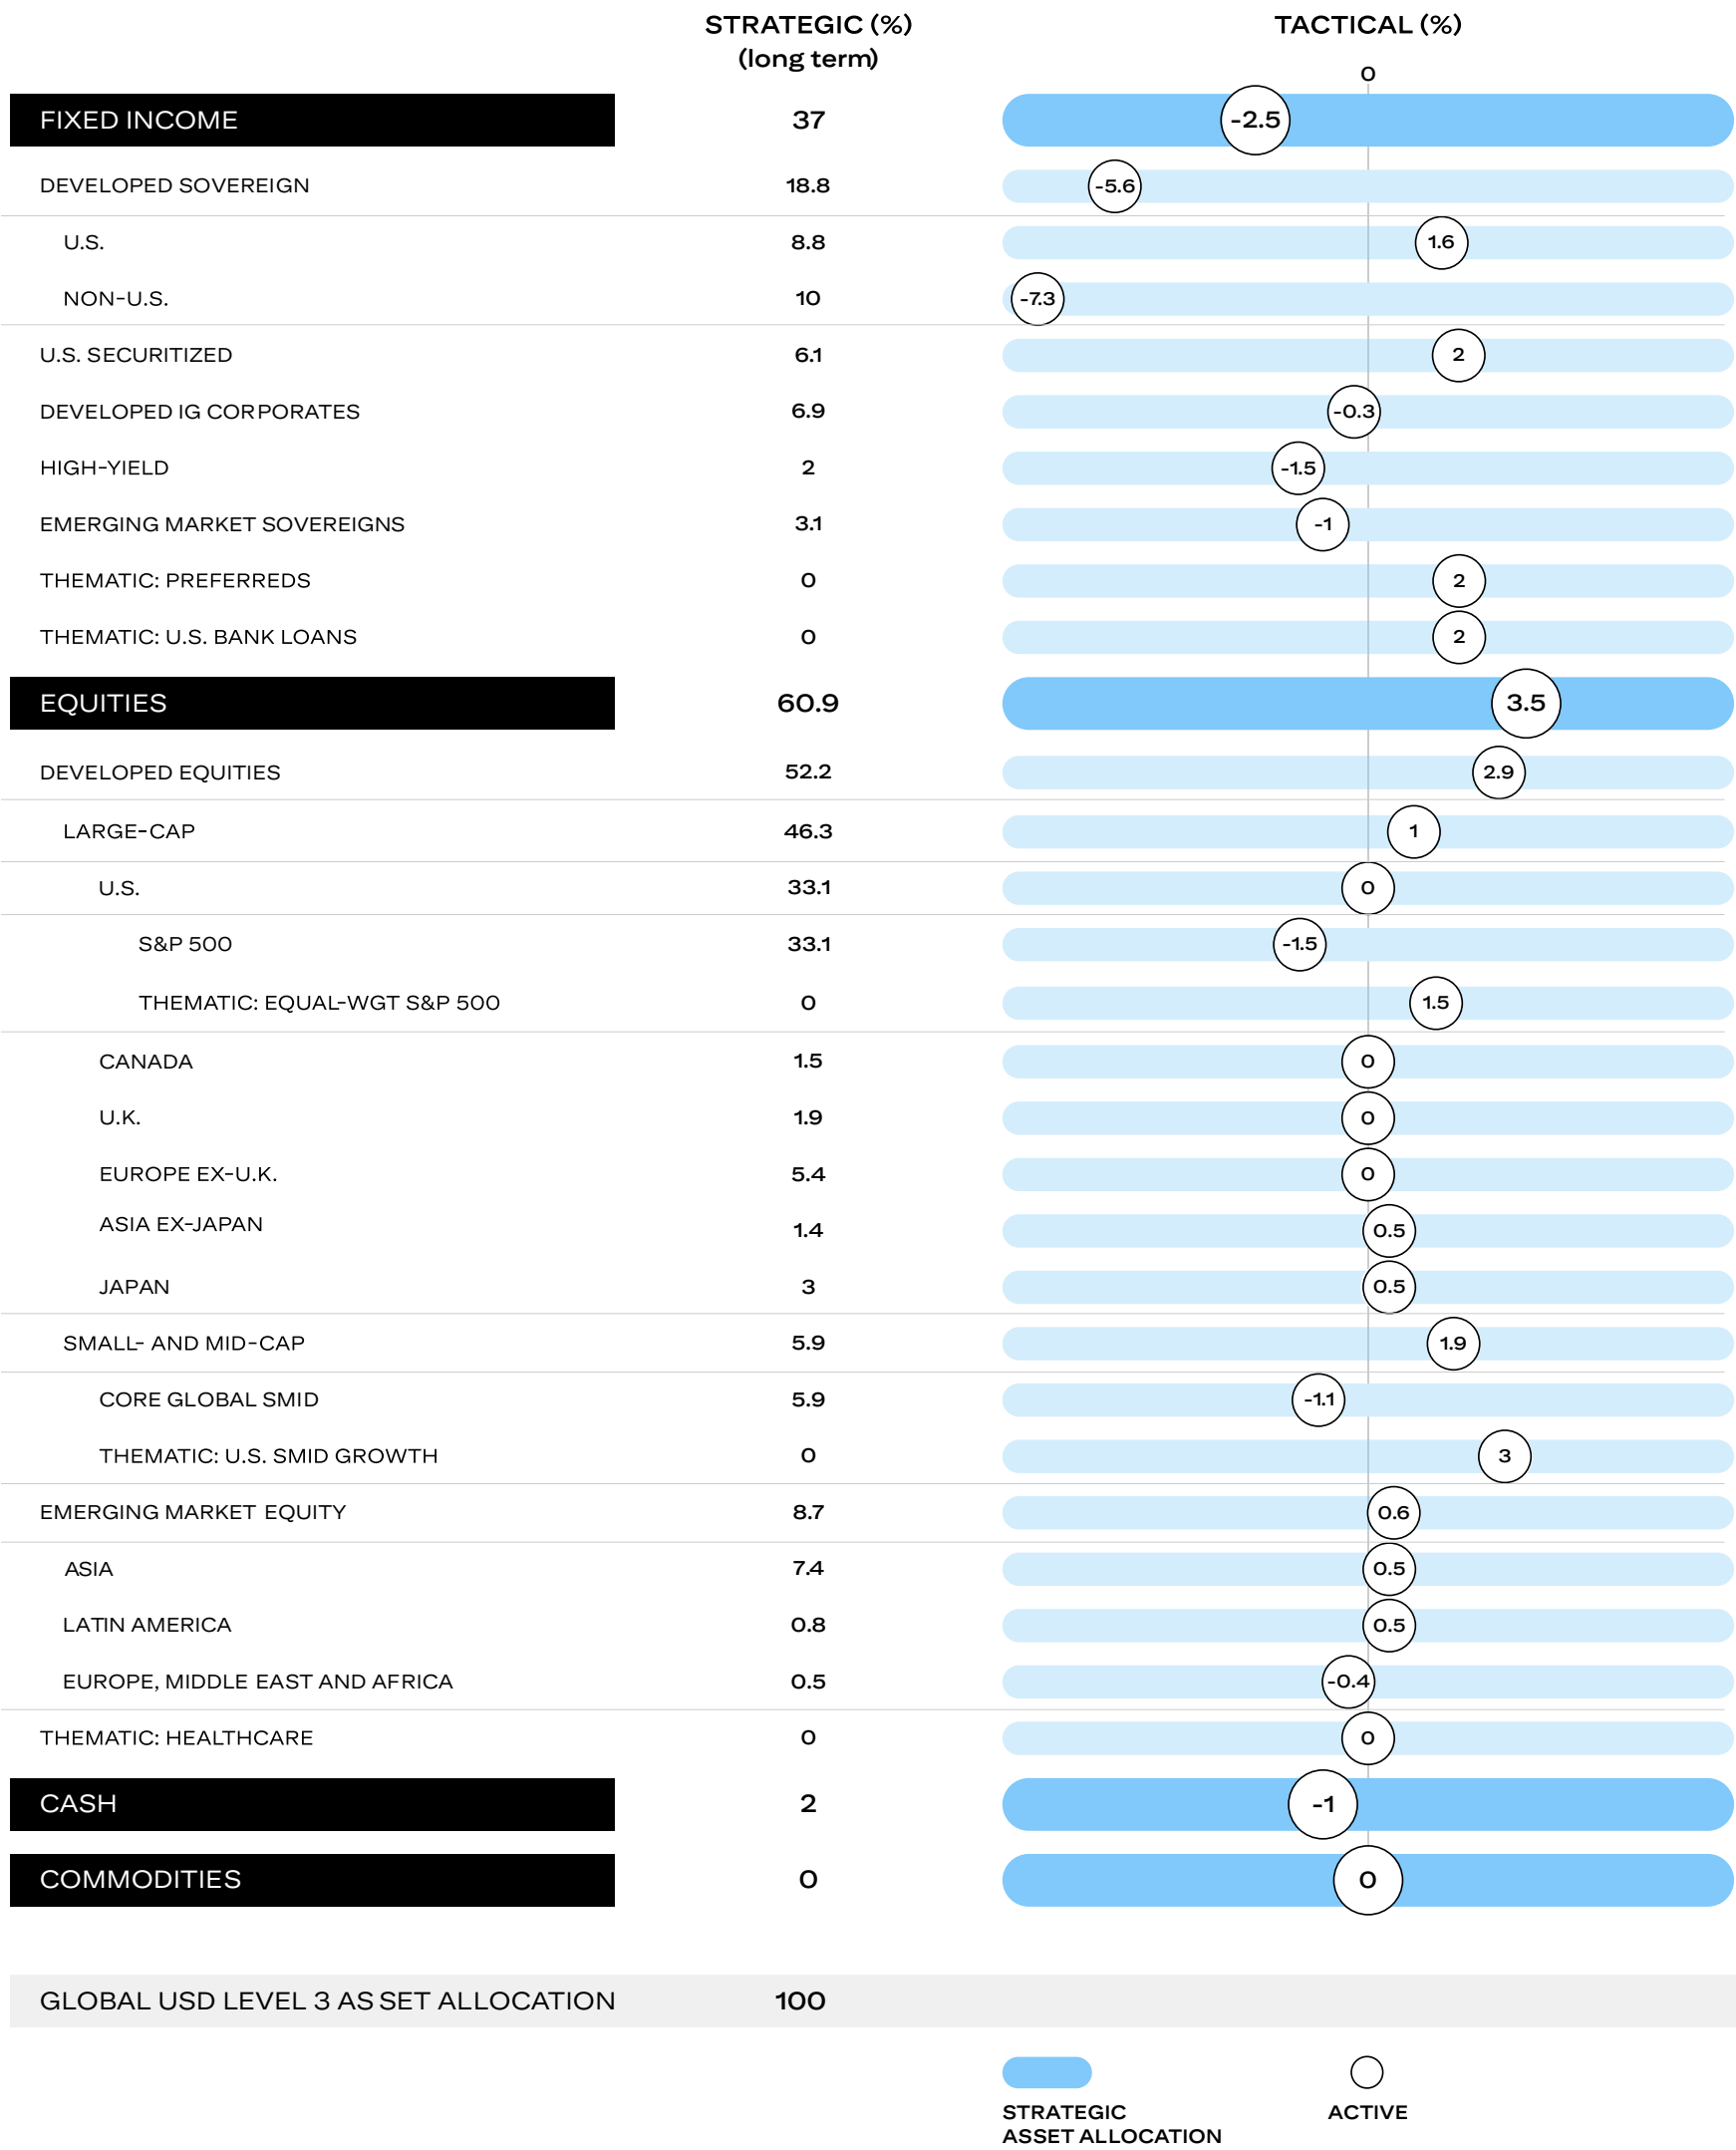 STRATEGIC (%) TACTICAL (%)
(long term)
0
FIXED INCOME 37 -2.5
DEVELOPED SOVEREIGN 18.8 -5.6
U.S. 8.8 1.6
NON-U.S. 10 -7.3
U.S. SECURITIZED 6.1 2
DEVELOPED IG CORPORATES 6.9 -0.3
HIGH-YIELD 2 -1.5
EMERGING MARKET SOVEREIGNS 3.1 -1
THEMATIC: PREFERREDS 0 2
THEMATIC: U.S. BANK LOANS 0 2
EQUITIES 60.9 3.5
DEVELOPED EQUITIES 52.2 2.9
LARGE-CAP 46.3 1
U.S. 33.1 0
S&P 500 33.1 -1.5
THEMATIC: EQUAL-WGT S&P 500 0 1.5
CANADA 1.5 0
U.K. 1.9 0
EUROPE EX-U.K. 5.4 0
ASIA EX-JAPAN 1.4 0.5
JAPAN 3 0.5
SMALL- AND MID-CAP 5.9 1.9
CORE GLOBAL SMID 5.9 -1.1
THEMATIC: U.S. SMID GROWTH 0 3
EMERGING MARKET EQUITY 8.7 0.6
ASIA 7.4 0.5
LATIN AMERICA 0.8 0.5
EUROPE, MIDDLE EAST AND AFRICA 0.5 -0.4
THEMATIC: HEALTHCARE 0 0
CASH 2 -1
COMMODITIES 0 0
GLOBAL USD LEVEL 3 ASSET ALLOCATION 100
STRATEGIC ACTIVE
ASSET ALLOCATION